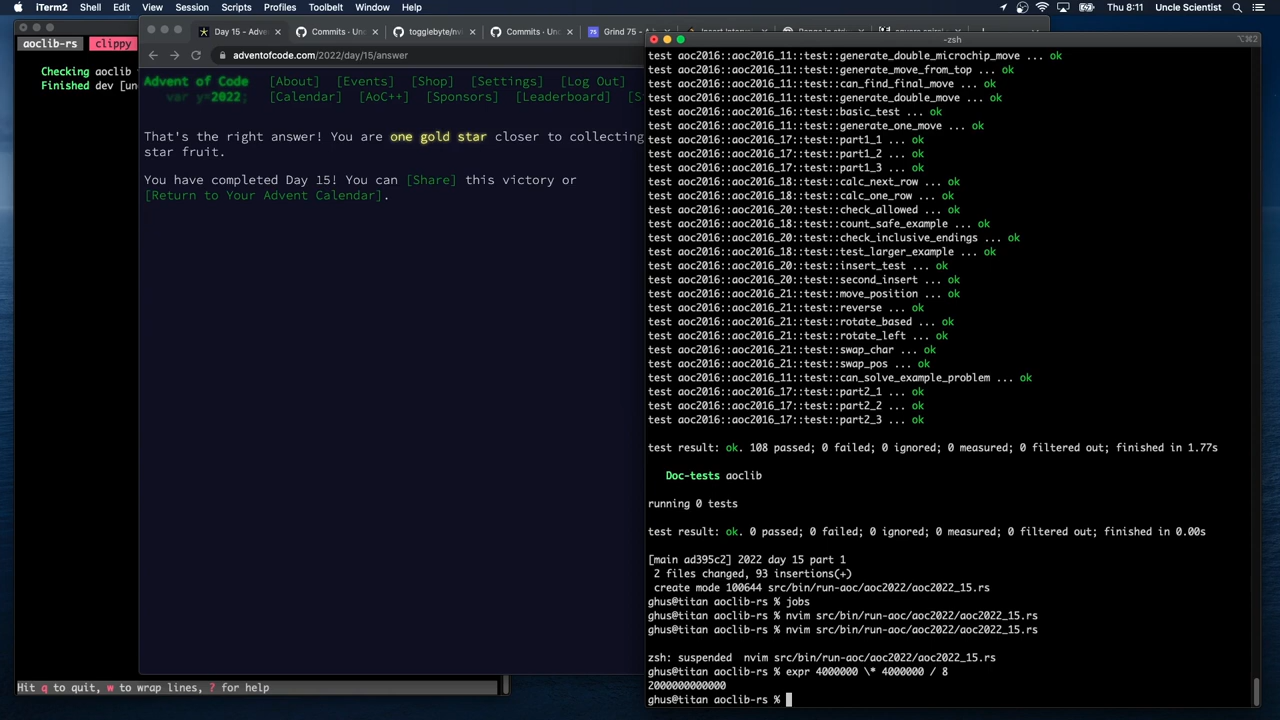 iTerm2 Shell Edit View Session Scripts Profiles Toolbelt Window Help
Thu 8:11 Uncle Scientist
Day 15 - Adve
Commits · Unc
togglebyte/nv
Commits · Unc
Grind 75 - A
aoclib-rs clippy
adventofcode.com/2022/day/15/answer
Checking aoclib
Finished dev [un
Advent of Code [About] [Events] [Shop] [Settings] [Log Out]
var y=2022; [Calendar] [AoC++] [Sponsors] [Leaderboard] [S
That's the right answer! You are one gold star closer to collecting
star fruit.
You have completed Day 15! You can [Share] this victory or
[Return to Your Advent Calendar].
Hit q to quit, w to wrap lines, ? for help
-zsh
⌥⌘2
test aoc2016::aoc2016_11::test::generate_double_microchip_move ... ok
test aoc2016::aoc2016_11::test::generate_move_from_top ... ok
test aoc2016::aoc2016_11::test::can_find_final_move ... ok
test aoc2016::aoc2016_11::test::generate_double_move ... ok
test aoc2016::aoc2016_16::test::basic_test ... ok
test aoc2016::aoc2016_11::test::generate_one_move ... ok
test aoc2016::aoc2016_17::test::part1_1 ... ok
test aoc2016::aoc2016_17::test::part1_2 ... ok
test aoc2016::aoc2016_17::test::part1_3 ... ok
test aoc2016::aoc2016_18::test::calc_next_row ... ok
test aoc2016::aoc2016_18::test::calc_one_row ... ok
test aoc2016::aoc2016_20::test::check_allowed ... ok
test aoc2016::aoc2016_18::test::count_safe_example ... ok
test aoc2016::aoc2016_20::test::check_inclusive_endings ... ok
test aoc2016::aoc2016_18::test::test_larger_example ... ok
test aoc2016::aoc2016_20::test::insert_test ... ok
test aoc2016::aoc2016_20::test::second_insert ... ok
test aoc2016::aoc2016_21::test::move_position ... ok
test aoc2016::aoc2016_21::test::reverse ... ok
test aoc2016::aoc2016_21::test::rotate_based ... ok
test aoc2016::aoc2016_21::test::rotate_left ... ok
test aoc2016::aoc2016_21::test::swap_char ... ok
test aoc2016::aoc2016_21::test::swap_pos ... ok
test aoc2016::aoc2016_11::test::can_solve_example_problem ... ok
test aoc2016::aoc2016_17::test::part2_1 ... ok
test aoc2016::aoc2016_17::test::part2_2 ... ok
test aoc2016::aoc2016_17::test::part2_3 ... ok
test result: ok. 108 passed; 0 failed; 0 ignored; 0 measured; 0 filtered out; finished in 1.77s
Doc-tests aoclib
running 0 tests
test result: ok. 0 passed; 0 failed; 0 ignored; 0 measured; 0 filtered out; finished in 0.00s
[main ad395c2] 2022 day 15 part 1
2 files changed, 93 insertions(+)
create mode 100644 src/bin/run-aoc/aoc2022/aoc2022_15.rs
ghus@titan aoclib-rs % jobs
ghus@titan aoclib-rs % nvim src/bin/run-aoc/aoc2022/aoc2022_15.rs
ghus@titan aoclib-rs % nvim src/bin/run-aoc/aoc2022/aoc2022_15.rs
zsh: suspended nvim src/bin/run-aoc/aoc2022/aoc2022_15.rs
ghus@titan aoclib-rs % expr 4000000 \* 4000000 / 8
2000000000000
ghus@titan aoclib-rs %